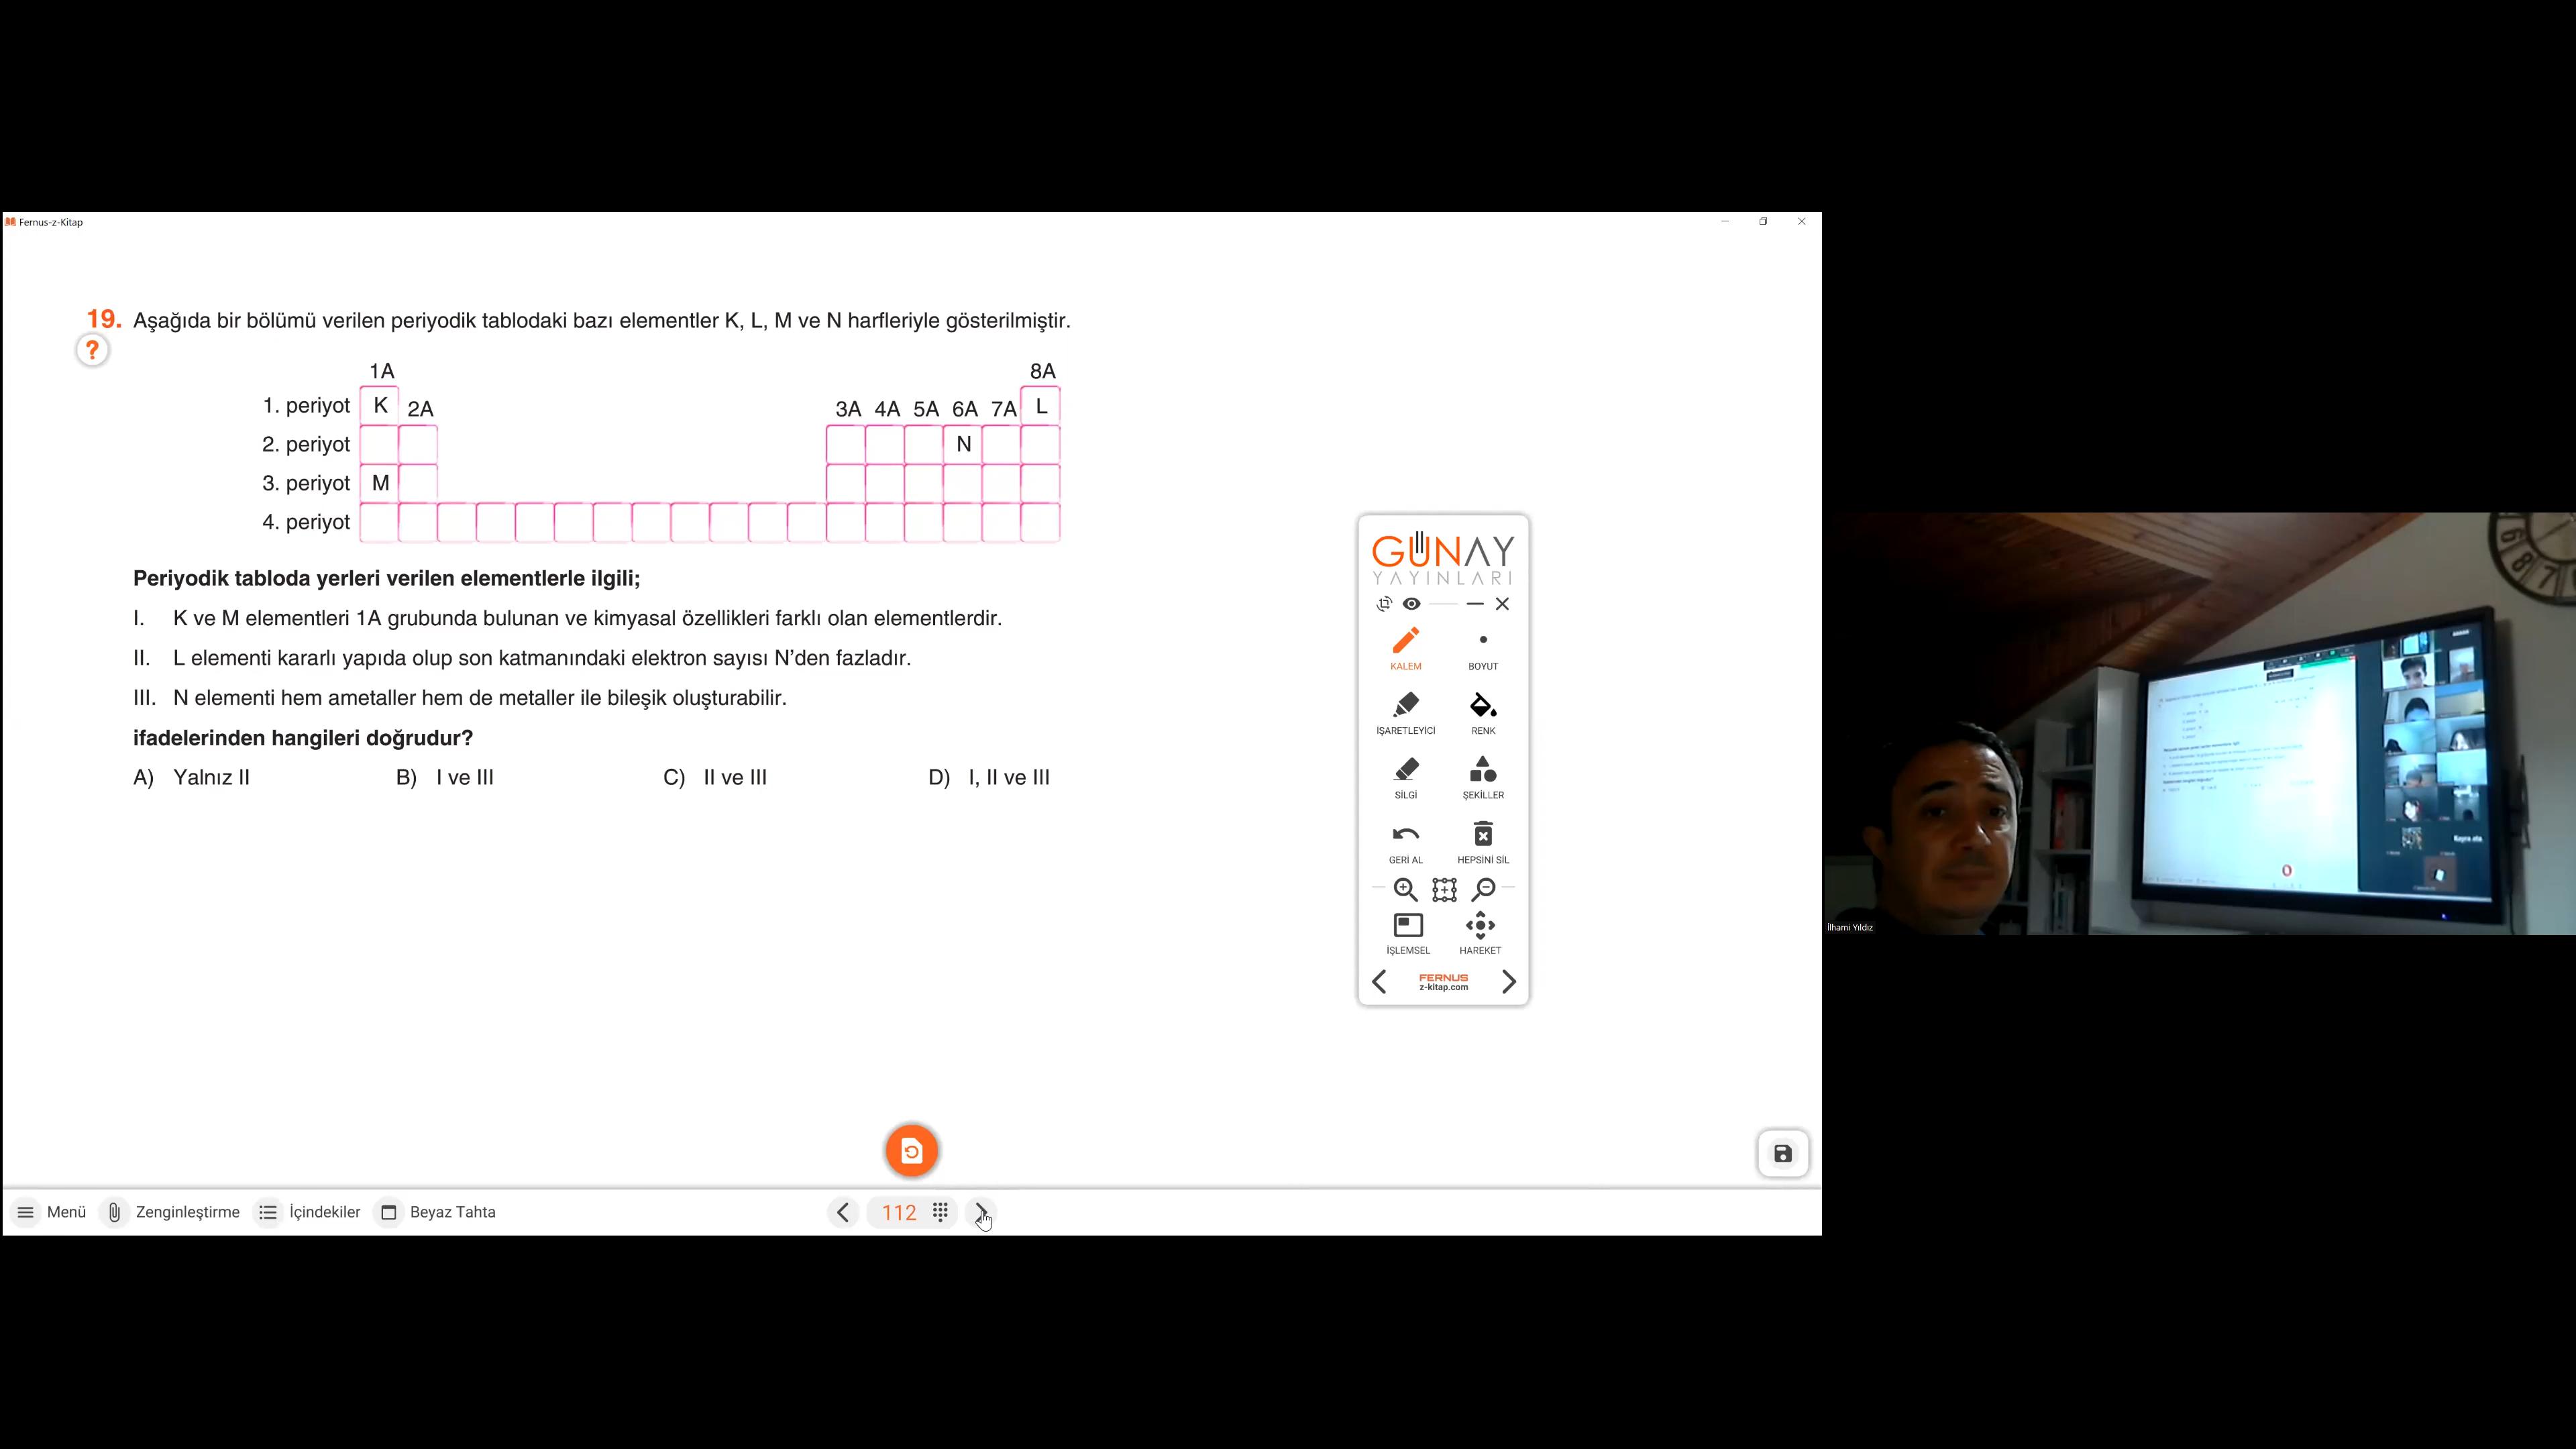 Fernus-z-Kitap
19. Aşağıda bir bölümü verilen periyodik tablodaki bazı elementler K, L, M ve N harfleriyle gösterilmiştir.
?
1A 8A
1. periyot K 2A 3A 4A 5A 6A 7A L
2. periyot N
3. periyot M
4. periyot
Periyodik tabloda yerleri verilen elementlerle ilgili;
I. K ve M elementleri 1A grubunda bulunan ve kimyasal özellikleri farklı olan elementlerdir.
II. L elementi kararlı yapıda olup son katmanındaki elektron sayısı N’den fazladır.
III. N elementi hem ametaller hem de metaller ile bileşik oluşturabilir.
ifadelerinden hangileri doğrudur?
A) Yalnız II B) I ve III C) II ve III D) I, II ve III
GÜNAY
YAYINLARI
KALEM BOYUT
İŞARETLEYİCİ RENK
SİLGİ ŞEKİLLER
GERİ AL HEPSİNİ SİL
İŞLEMSEL HAREKET
FERNUS
z-kitap.com
Menü Zenginleştirme İçindekiler Beyaz Tahta 112
İlhami Yıldız